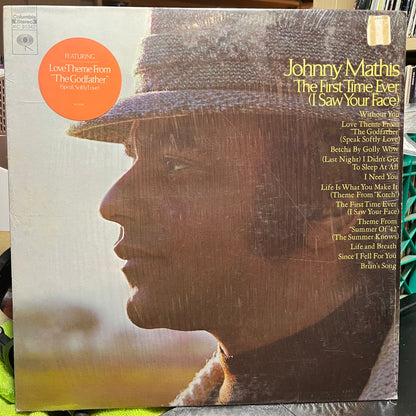 Columbia
Stereo
FEATURING
Love Theme From
"The Godfather"
(Speak Softly Love)
Johnny Mathis
The First Time Ever
(I Saw Your Face)
Without You
Love Theme From
"The Godfather"
(Speak Softly Love)
Betcha By Golly Wow
(Last Night) I Didn't Get
To Sleep At All
I Need You
Life Is What You Make It
(Theme From "Kotch")
The First Time Ever
(I Saw Your Face)
Theme From
"Summer Of '42"
(The Summer Knows)
Life and Breath
Since I Fell For You
Brian's Song